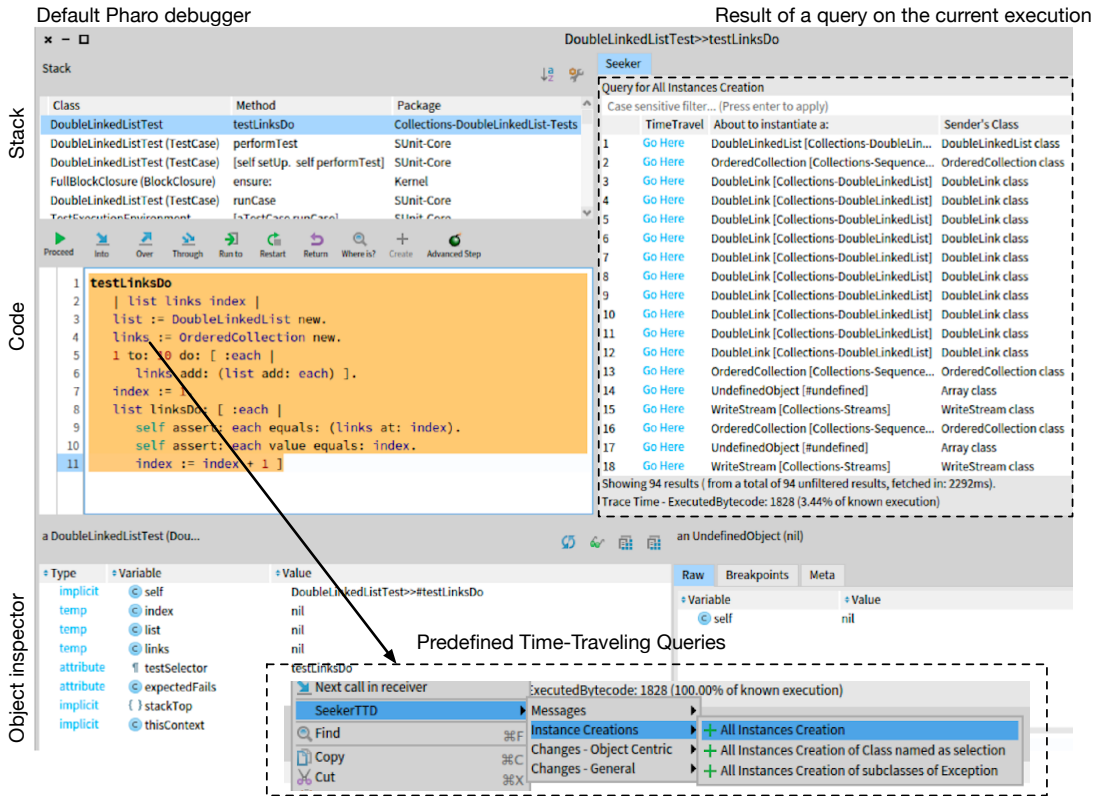 Default Pharo debugger
Result of a query on the current execution
DoubleLinkedListTest>>testLinksDo
Stack
Stack
Class Method Package
DoubleLinkedListTest testLinksDo Collections-DoubleLinkedList-Tests
DoubleLinkedListTest (TestCase) performTest SUnit-Core
DoubleLinkedListTest (TestCase) [self setUp. self performTest] SUnit-Core
FullBlockClosure (BlockClosure) ensure: Kernel
DoubleLinkedListTest (TestCase) runCase SUnit-Core
TestExecutionEnvironment [aTestCase runCase] SUnit-Core
Proceed Into Over Through Run to Restart Return Where is? Create Advanced Step
Code
1 testLinksDo
2 | list links index |
3 list := DoubleLinkedList new.
4 links := OrderedCollection new.
5 1 to: 10 do: [ :each |
6 links add: (list add: each) ].
7 index := 1.
8 list linksDo: [ :each |
9 self assert: each equals: (links at: index).
10 self assert: each value equals: index.
11 index := index + 1 ]
Seeker
Query for All Instances Creation
Case sensitive filter... (Press enter to apply)
TimeTravel About to instantiate a: Sender's Class
1 Go Here DoubleLinkedList [Collections-DoubleLin... DoubleLinkedList class
2 Go Here OrderedCollection [Collections-Sequence... OrderedCollection class
3 Go Here DoubleLink [Collections-DoubleLinkedList] DoubleLink class
4 Go Here DoubleLink [Collections-DoubleLinkedList] DoubleLink class
5 Go Here DoubleLink [Collections-DoubleLinkedList] DoubleLink class
6 Go Here DoubleLink [Collections-DoubleLinkedList] DoubleLink class
7 Go Here DoubleLink [Collections-DoubleLinkedList] DoubleLink class
8 Go Here DoubleLink [Collections-DoubleLinkedList] DoubleLink class
9 Go Here DoubleLink [Collections-DoubleLinkedList] DoubleLink class
10 Go Here DoubleLink [Collections-DoubleLinkedList] DoubleLink class
11 Go Here DoubleLink [Collections-DoubleLinkedList] DoubleLink class
12 Go Here DoubleLink [Collections-DoubleLinkedList] DoubleLink class
13 Go Here OrderedCollection [Collections-Sequence... OrderedCollection class
14 Go Here UndefinedObject [#undefined] Array class
15 Go Here WriteStream [Collections-Streams] WriteStream class
16 Go Here OrderedCollection [Collections-Sequence... OrderedCollection class
17 Go Here UndefinedObject [#undefined] Array class
18 Go Here WriteStream [Collections-Streams] WriteStream class
Showing 94 results ( from a total of 94 unfiltered results, fetched in: 2292ms).
Trace Time - ExecutedBytecode: 1828 (3.44% of known execution)
Object inspector
a DoubleLinkedListTest (Dou...
Type Variable Value
implicit self DoubleLinkedListTest>>#testLinksDo
temp index nil
temp list nil
temp links nil
attribute testSelector testLinksDo
attribute expectedFails
implicit stackTop
implicit thisContext
an UndefinedObject (nil)
Raw Breakpoints Meta
Variable Value
self nil
Predefined Time-Traveling Queries
ExecutedBytecode: 1828 (100.00% of known execution)
Next call in receiver
SeekerTTD
Find ⌘F
Copy ⌘C
Cut ⌘X
Messages
Instance Creations
Changes - Object Centric
Changes - General
All Instances Creation
All Instances Creation of Class named as selection
All Instances Creation of subclasses of Exception